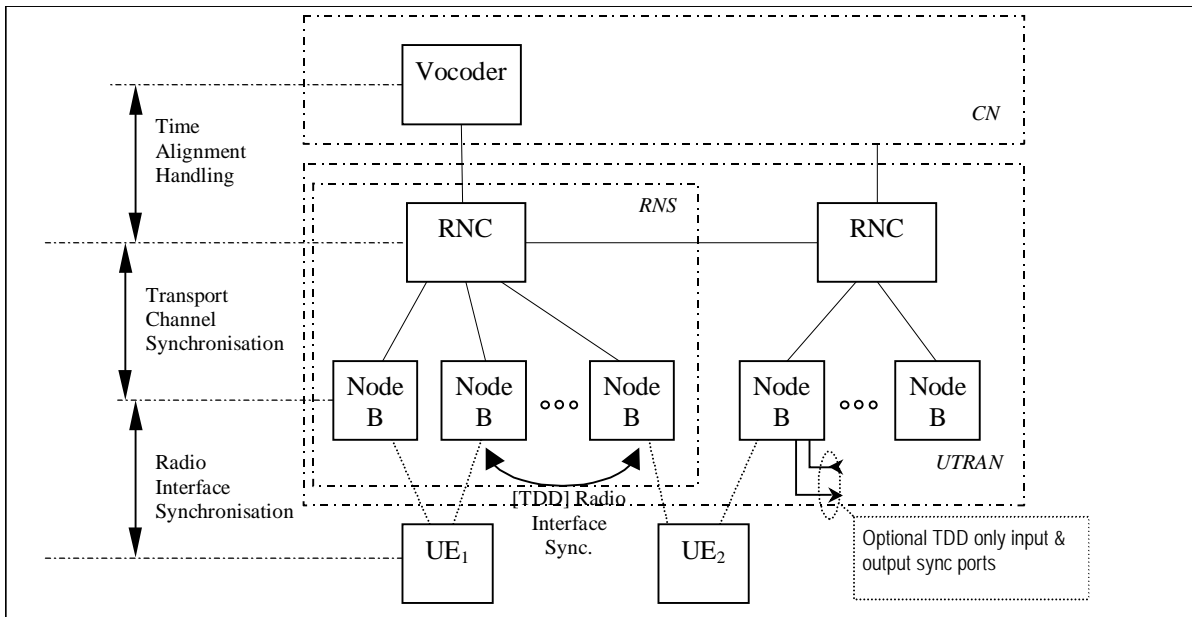 Vocoder
CN
Time
Alignment
Handling
RNS
RNC
RNC
Transport
Channel
Synchronisation
Node
B
Node
B
Node
B
Node
B
Node
B
Radio
Interface
Synchronisation
UTRAN
[TDD] Radio
Interface
Sync.
UE1
UE2
Optional TDD only input &
output sync ports